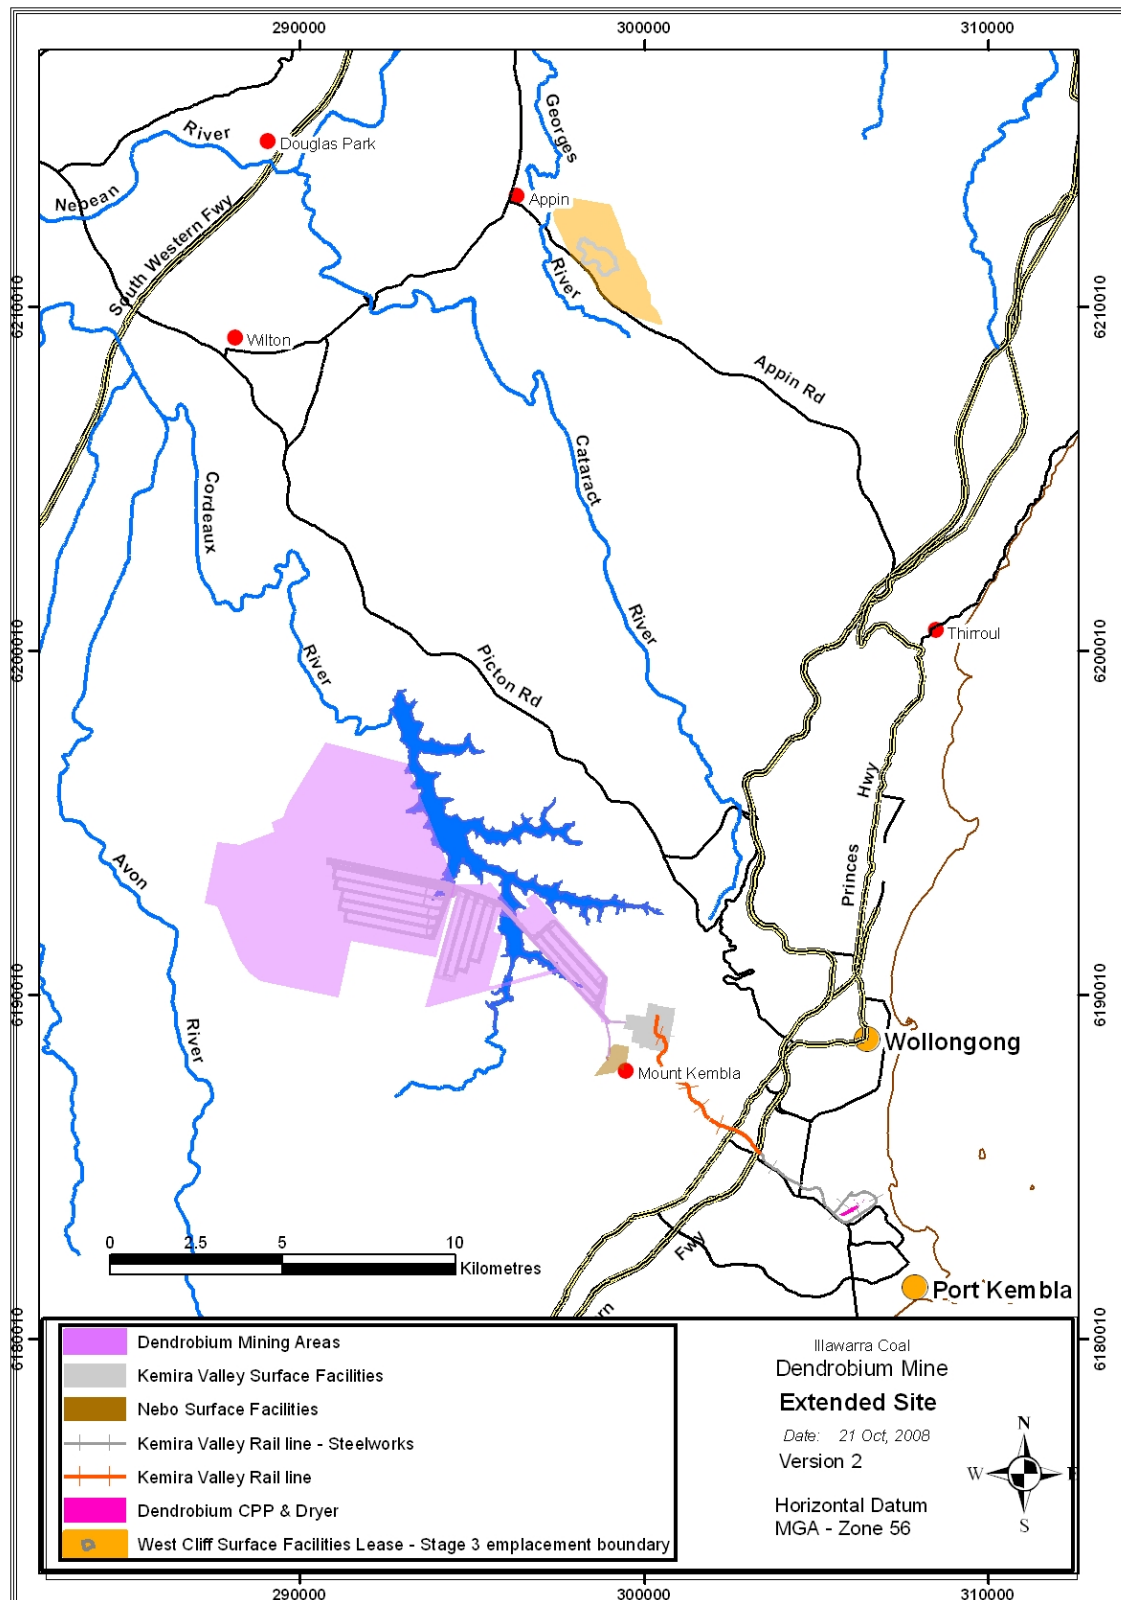 290000
300000
310000
River
Douglas Park
Georges
Nepean
Appin
South Western Fwy
River
6210010
6210010
Wilton
Appin Rd
Cordeaux
Cataract
River
Thirroul
6200010
6200010
River
Picton Rd
Hwy
Princes
Avon
6190010
6190010
River
Wollongong
Mount Kembla
0
2.5
5
10
Kilometres
Fwy
Port Kembla
rn
6180010
6180010
Dendrobium Mining Areas
Kemira Valley Surface Facilities
Nebo Surface Facilities
Kemira Valley Rail line - Steelworks
Kemira Valley Rail line
Dendrobium CPP & Dryer
West Cliff Surface Facilities Lease - Stage 3 emplacement boundary
Illawarra Coal
Dendrobium Mine
Extended Site
Date: 21 Oct, 2008
Version 2
Horizontal Datum
MGA - Zone 56
N
W
E
S
290000
300000
310000